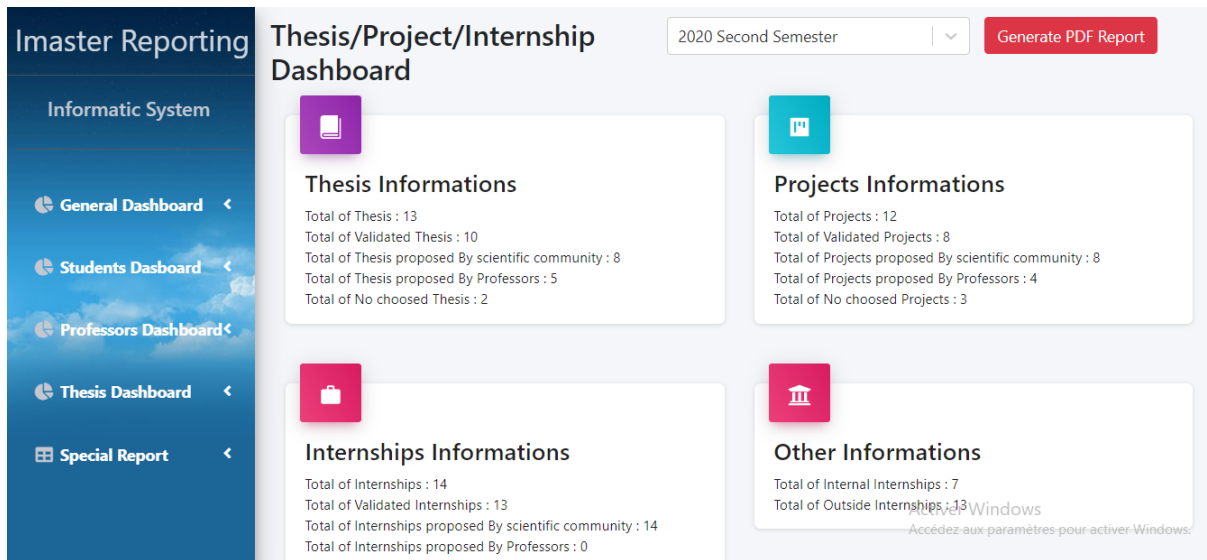 Imaster Reporting
Informatic System
General Dashboard
Students Dasboard
Professors Dashboard
Thesis Dashboard
Special Report
Thesis/Project/Internship
Dashboard
2020 Second Semester
Generate PDF Report
Thesis Informations
Total of Thesis : 13
Total of Validated Thesis : 10
Total of Thesis proposed By scientific community : 8
Total of Thesis proposed By Professors : 5
Total of No choosed Thesis : 2
Projects Informations
Total of Projects : 12
Total of Validated Projects : 8
Total of Projects proposed By scientific community : 8
Total of Projects proposed By Professors : 4
Total of No choosed Projects : 3
Internships Informations
Total of Internships : 14
Total of Validated Internships : 13
Total of Internships proposed By scientific community : 14
Total of Internships proposed By Professors : 0
Other Informations
Total of Internal Internships : 7
Total of Outside Internships : 13
Activer Windows
Accédez aux paramètres pour activer Windows.